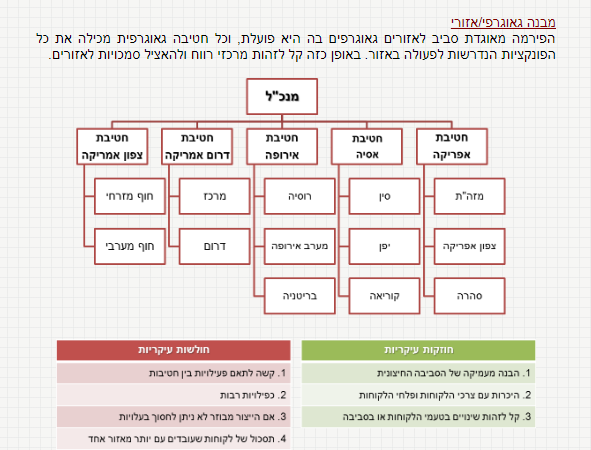 מבנה גאוגרפי/אזורי
הפירמה מאוגדת סביב לאזורים גאוגרפים בה היא פועלת, וכל חטיבה גאוגרפית מכילה את כל
הפונקציות הנדרשות לפעולה באזור. באופן כזה קל לזהות מרכזי רווח ולהאציל סמכויות לאזורים.
מנכ"ל
חטיבת אפריקה
חטיבת אסיה
חטיבת אירופה
חטיבת דרום אמריקה
חטיבת צפון אמריקה
מזה"ת
סין
רוסיה
מרכז
חוף מזרחי
צפון אפריקה
יפן
מערב אירופה
דרום
חוף מערבי
סהרה
קוריאה
בריטניה
חוזקות עיקריות
1. הבנה מעמיקה של הסביבה החיצונית
2. היכרות עם צרכי הלקוחות ופלחי הלקוחות
3. קל לזהות שינויים בטעמי הלקוחות או בסביבה
חולשות עיקריות
1. קשה לתאם פעילויות בין חטיבות
2. כפילויות רבות
3. אם הייצור מבוזר לא ניתן לחסוך בעלויות
4. תסכול של לקוחות שעובדים עם יותר מאזור אחד